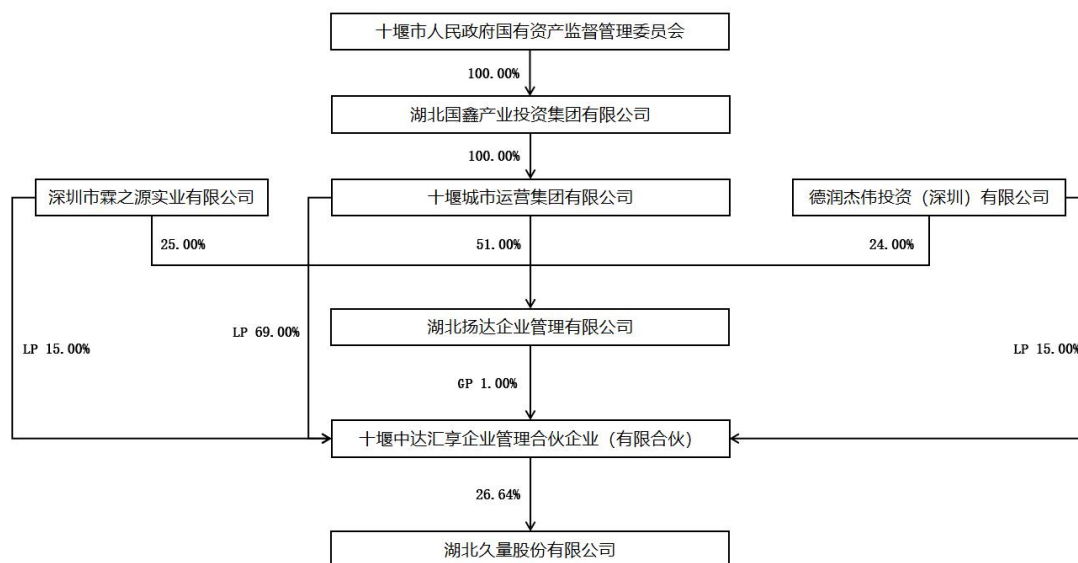 十堰市人民政府国有资产监督管理委员会
100.00%
湖北国鑫产业投资集团有限公司
100.00%
深圳市霖之源实业有限公司
十堰城市运营集团有限公司
德润杰伟投资（深圳）有限公司
25.00%
51.00%
24.00%
湖北扬达企业管理有限公司
LP 15.00%
LP 69.00%
LP 15.00%
GP 1.00%
十堰中达汇享企业管理合伙企业（有限合伙）
26.64%
湖北久量股份有限公司